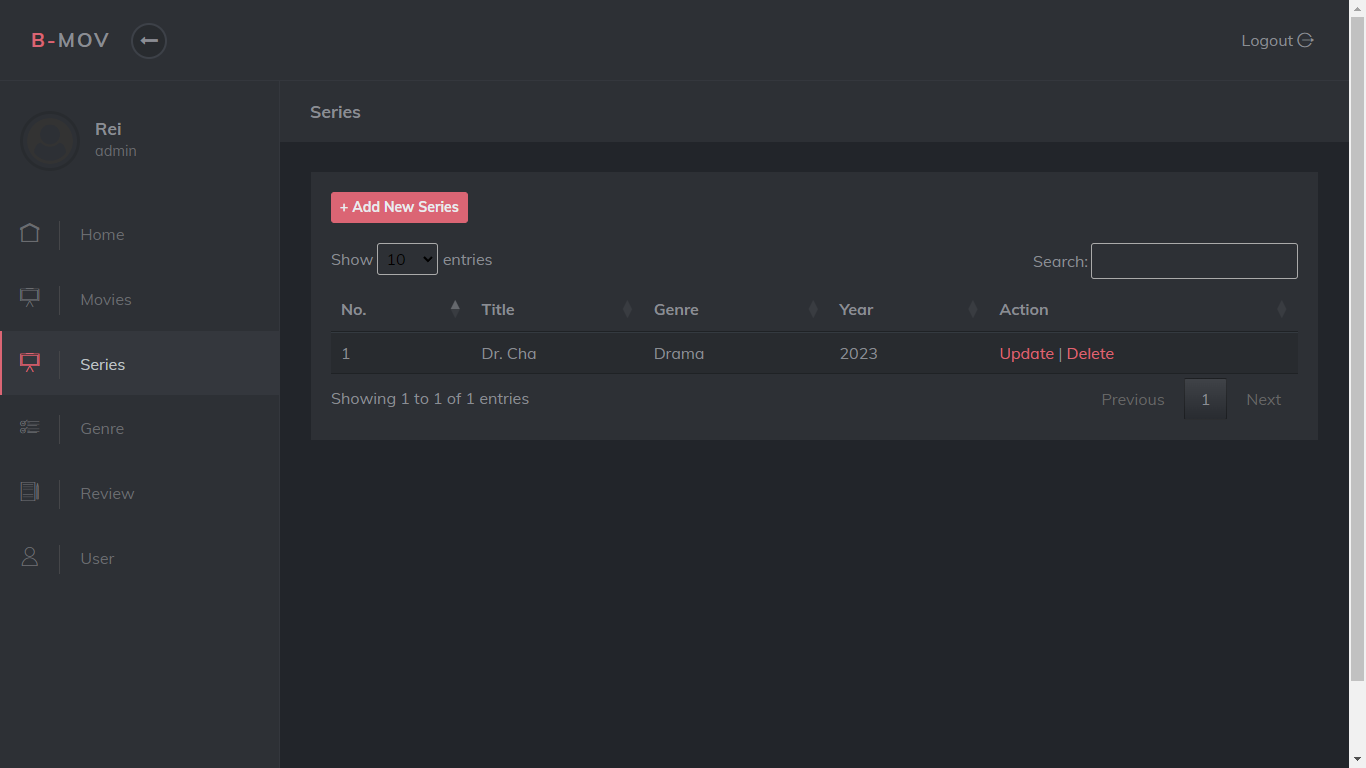 B-MOV
Logout
Rei
admin
Home
Movies
Series
Genre
Review
User
Series
+ Add New Series
Show 10 entries
Search:
No. Title Genre Year Action
1 Dr. Cha Drama 2023 Update | Delete
Showing 1 to 1 of 1 entries
Previous 1 Next